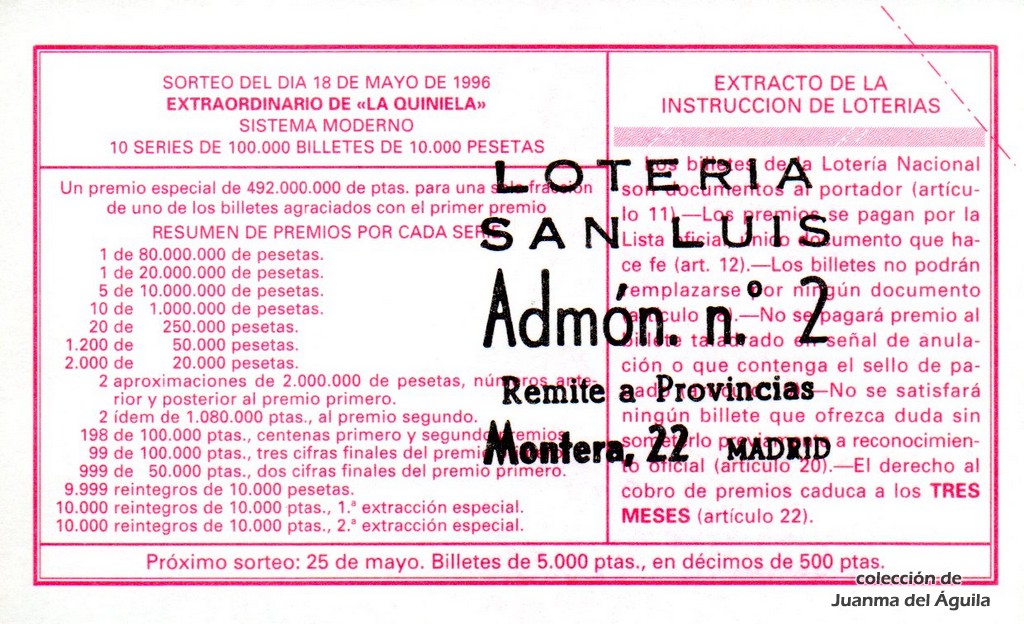 SORTEO DEL DIA 18 DE MAYO DE 1996
EXTRAORDINARIO DE «LA QUINIELA»
SISTEMA MODERNO
10 SERIES DE 100.000 BILLETES DE 10.000 PESETAS
Un premio especial de 492.000.000 de ptas. para una sola fracción
de uno de los billetes agraciados con el primer premio
RESUMEN DE PREMIOS POR CADA SERIE
1 de 80.000.000 de pesetas.
1 de 20.000.000 de pesetas.
5 de 10.000.000 de pesetas.
10 de 1.000.000 de pesetas.
20 de 250.000 pesetas.
1.200 de 50.000 pesetas.
2.000 de 20.000 pesetas.
2 aproximaciones de 2.000.000 de pesetas, números ante-
rior y posterior al premio primero.
2 ídem de 1.080.000 ptas., al premio segundo.
198 de 100.000 ptas., centenas primero y segundo premios.
99 de 100.000 ptas., tres cifras finales del premio primero.
999 de 50.000 ptas., dos cifras finales del premio primero.
9.999 reintegros de 10.000 pesetas.
10.000 reintegros de 10.000 ptas., 1.ª extracción especial.
10.000 reintegros de 10.000 ptas., 2.ª extracción especial.
EXTRACTO DE LA
INSTRUCCION DE LOTERIAS
Los billetes de la Lotería Nacional
son documentos al portador (artícu-
lo 11).—Los premios se pagan por la
Lista oficial, único documento que ha-
ce fe (art. 12).—Los billetes no podrán
remplazarse por ningún documento
(artículo 18).—No se pagará premio al
billete taladrado en señal de anula-
ción o que contenga el sello de pa-
gado (artículo).—No se satisfará
ningún billete que ofrezca duda sin
someterlo previamente a reconocimien-
to oficial (artículo 20).—El derecho al
cobro de premios caduca a los TRES
MESES (artículo 22).
LOTERIA
SAN LUIS
Admón. n.º 2
Remite a Provincias
Montera, 22 MADRID
Próximo sorteo: 25 de mayo. Billetes de 5.000 ptas., en décimos de 500 ptas.
colección de
Juanma del Águila